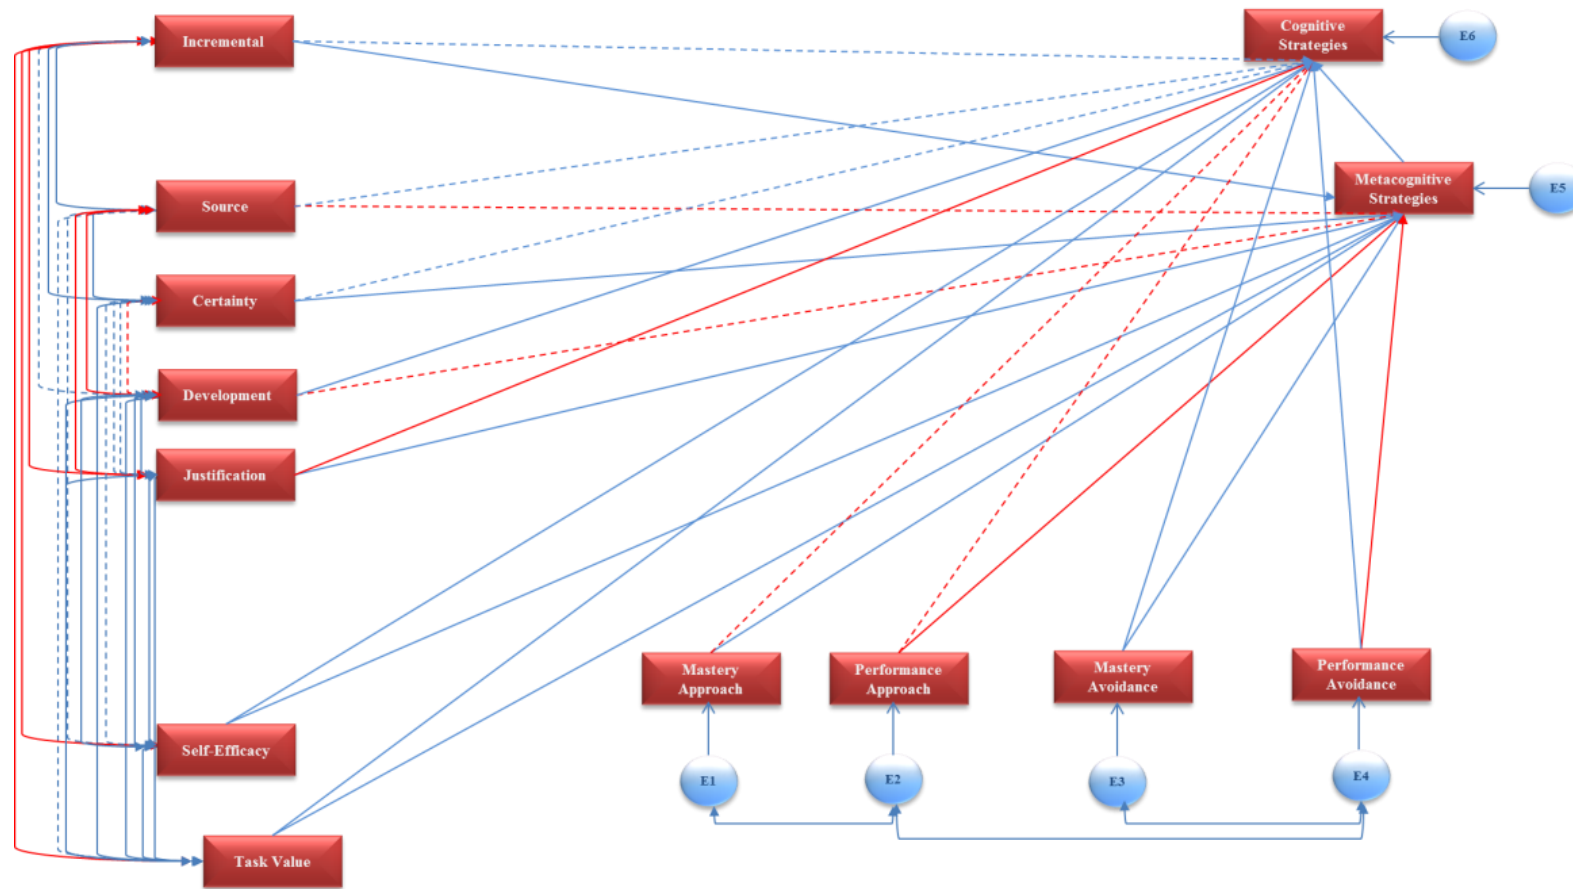 Incremental
Cognitive
Strategies
E6
Source
Metacognitive
Strategies
E5
Certainty
Development
Justification
Mastery
Approach
Performance
Approach
Mastery
Avoidance
Performance
Avoidance
Self-Efficacy
E1
E2
E3
E4
Task Value